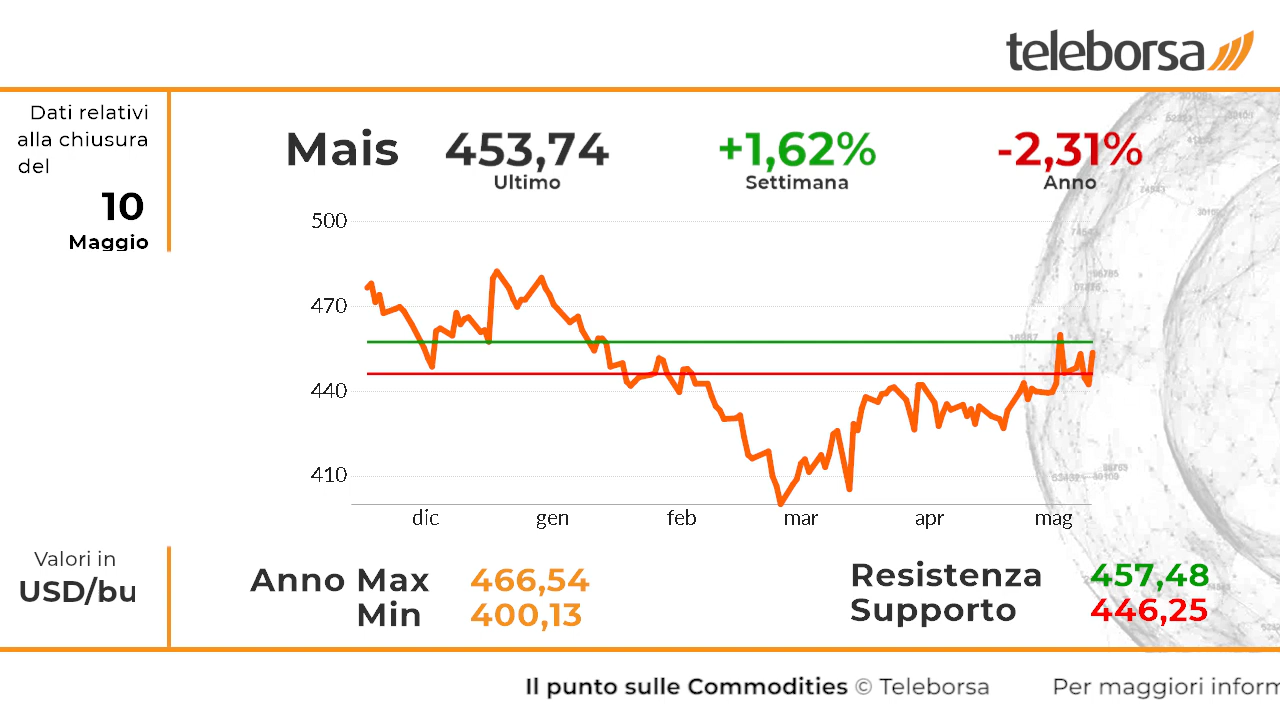 teleborsa
Dati relativi
alla chiusura
del
10
Maggio
Mais 453,74 +1,62% -2,31%
Ultimo Settimana Anno
500
470
440
410
dic gen feb mar apr mag
Valori in
USD/bu
Anno Max 466,54
Min 400,13
Resistenza 457,48
Supporto 446,25
Il punto sulle Commodities © Teleborsa Per maggiori inform